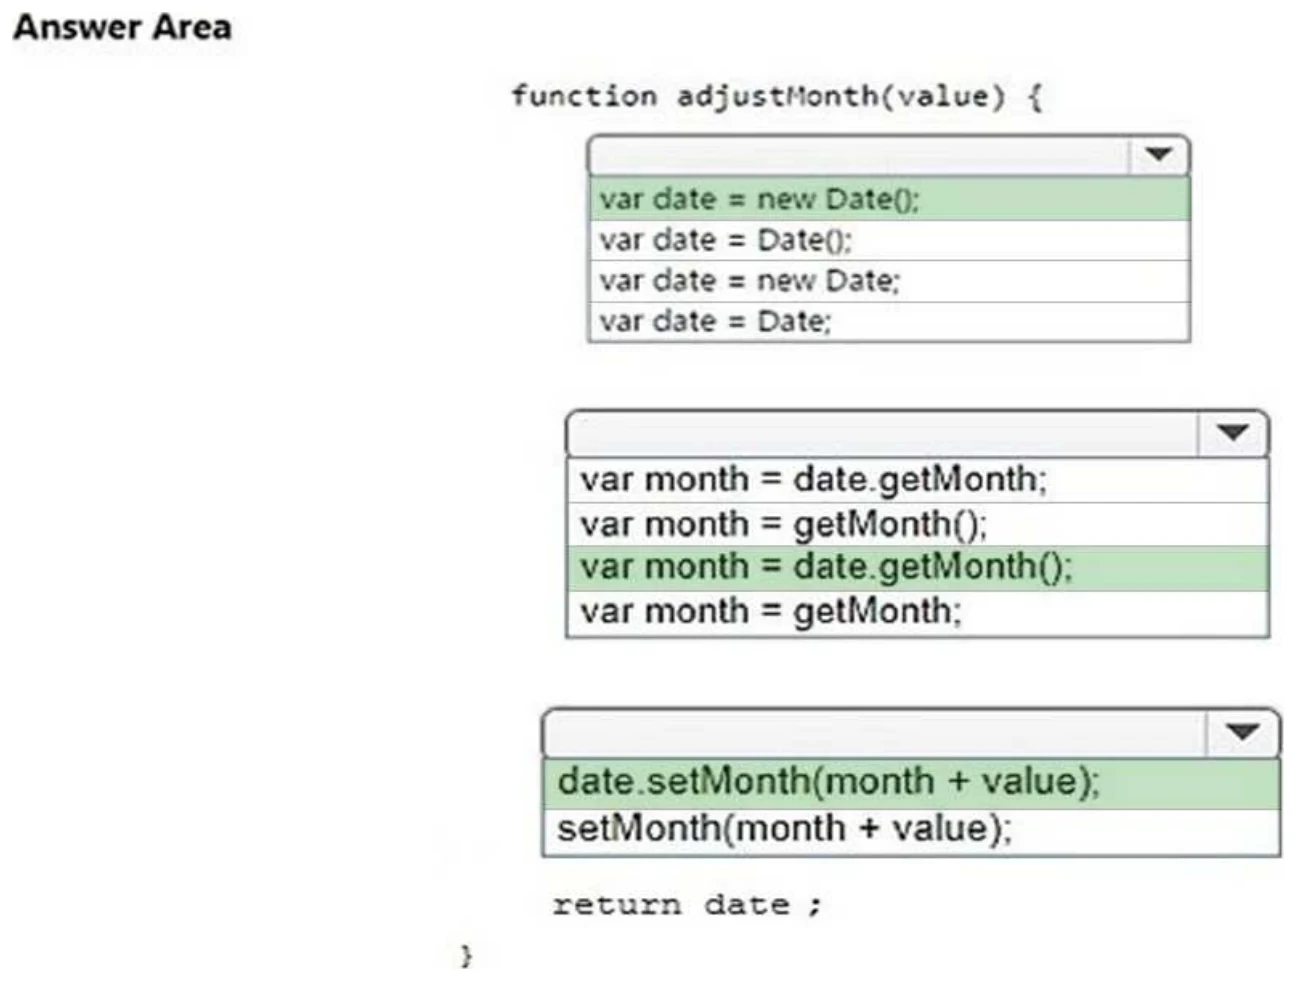 Answer Area
function adjustMonth(value) {
var date = new Date();
var date = Date();
var date = new Date;
var date = Date;
var month = date.getMonth;
var month = getMonth();
var month = date.getMonth();
var month = getMonth;
date.setMonth(month + value);
setMonth(month + value);
return date ;
}